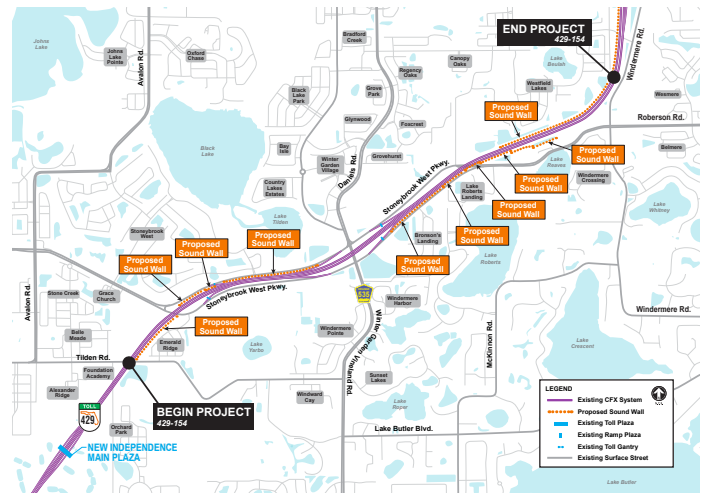 Johns
Lake
Johns
Lake
Pointe
Avalon Rd.
Oxford
Chase
Bradford
Creek
Regency
Oaks
Canopy
Oaks
END PROJECT
429-154
Windermere Rd.
Lake
Beulah
Westfield
Lakes
Weemere
Black
Lake
Park
Grove
Park
Glynwood
Foxcrest
Proposed
Sound Wall
Roberson Rd.
Black
Lake
Bay
Isle
Winter
Garden
Village
Daniels Rd.
Grovehurst
Stoneybrook West Pkwy.
Lake
Reaves
Proposed
Sound Wall
Belmere
Windermere
Crossing
Country
Lakes
Estates
Lake
Roberts
Landing
Proposed
Sound Wall
Lake
Whitney
Lake
Tilden
Stoneybrook
West
Proposed
Sound Wall
Proposed
Sound Wall
Proposed
Sound Wall
Bronson's
Landing
Proposed
Sound Wall
Proposed
Sound Wall
Lake
Roberts
Proposed
Sound Wall
Avalon Rd.
Stone Creek
Grace
Church
Stoneybrook West Pkwy.
535
Windermere
Harbor
Windermere Rd.
Belle
Meade
Proposed
Sound Wall
Emerald
Ridge
Lake
Yarbo
Windermere
Pointe
Winter Garden Vineland Rd.
McKinnon Rd.
Lake
Crescent
Tilden Rd.
Foundation
Academy
Alexander
Ridge
BEGIN PROJECT
429-154
Sunset
Lakes
Windward
Cay
Lake
Roper
TOLL
429
Orchard
Park
NEW INDEPENDENCE
MAIN PLAZA
Lake Butler Blvd.
LEGEND
Existing CFX System
Proposed Sound Wall
Existing Toll Plaza
Existing Ramp Plaza
Existing Toll Gantry
Existing Surface Street
Lake Butler